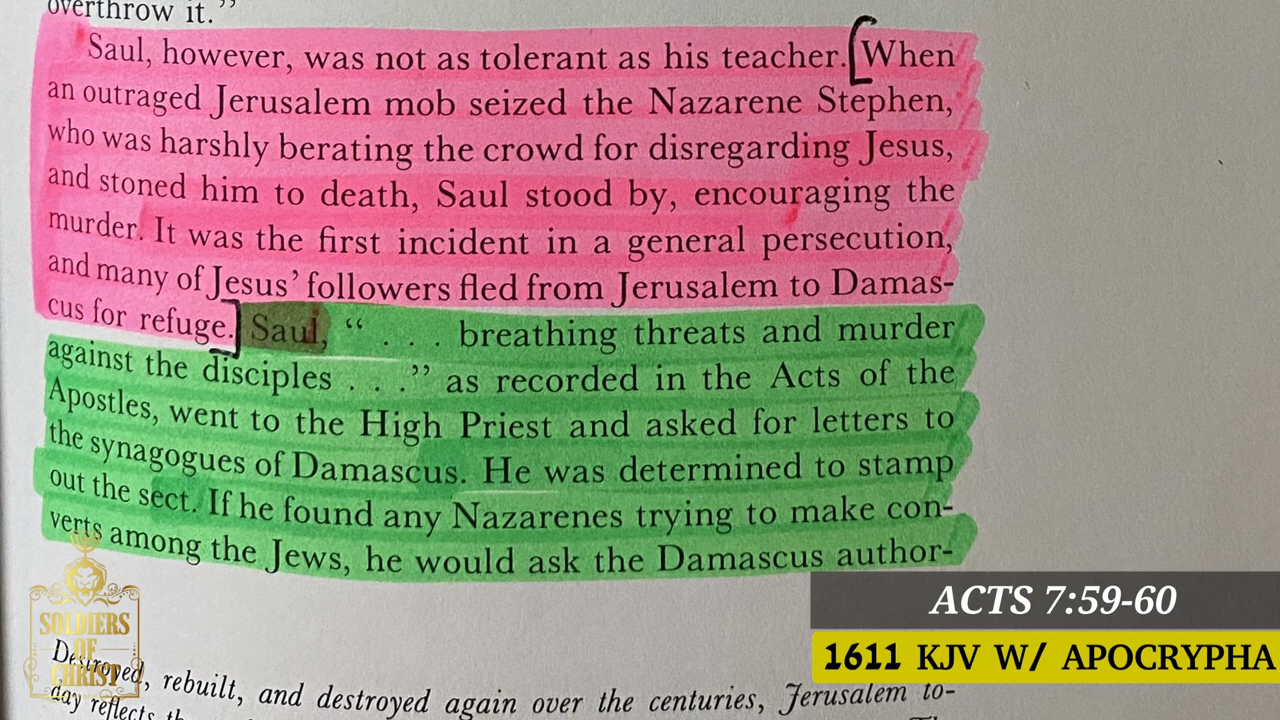 overthrow it.”
Saul, however, was not as tolerant as his teacher. [When
an outraged Jerusalem mob seized the Nazarene Stephen,
who was harshly berating the crowd for disregarding Jesus,
and stoned him to death, Saul stood by, encouraging the
murder. It was the first incident in a general persecution,
and many of Jesus’ followers fled from Jerusalem to Damas-
cus for refuge.] Saul, “ . . . breathing threats and murder
against the disciples . . .” as recorded in the Acts of the
Apostles, went to the High Priest and asked for letters to
the synagogues of Damascus. He was determined to stamp
out the sect. If he found any Nazarenes trying to make con-
verts among the Jews, he would ask the Damascus author-
ACTS 7:59-60
1611 KJV W/ APOCRYPHA
SOLDIERS
OF
CHRIST
Destroyed, rebuilt, and destroyed again over the centuries, Jerusalem to-
day reflects